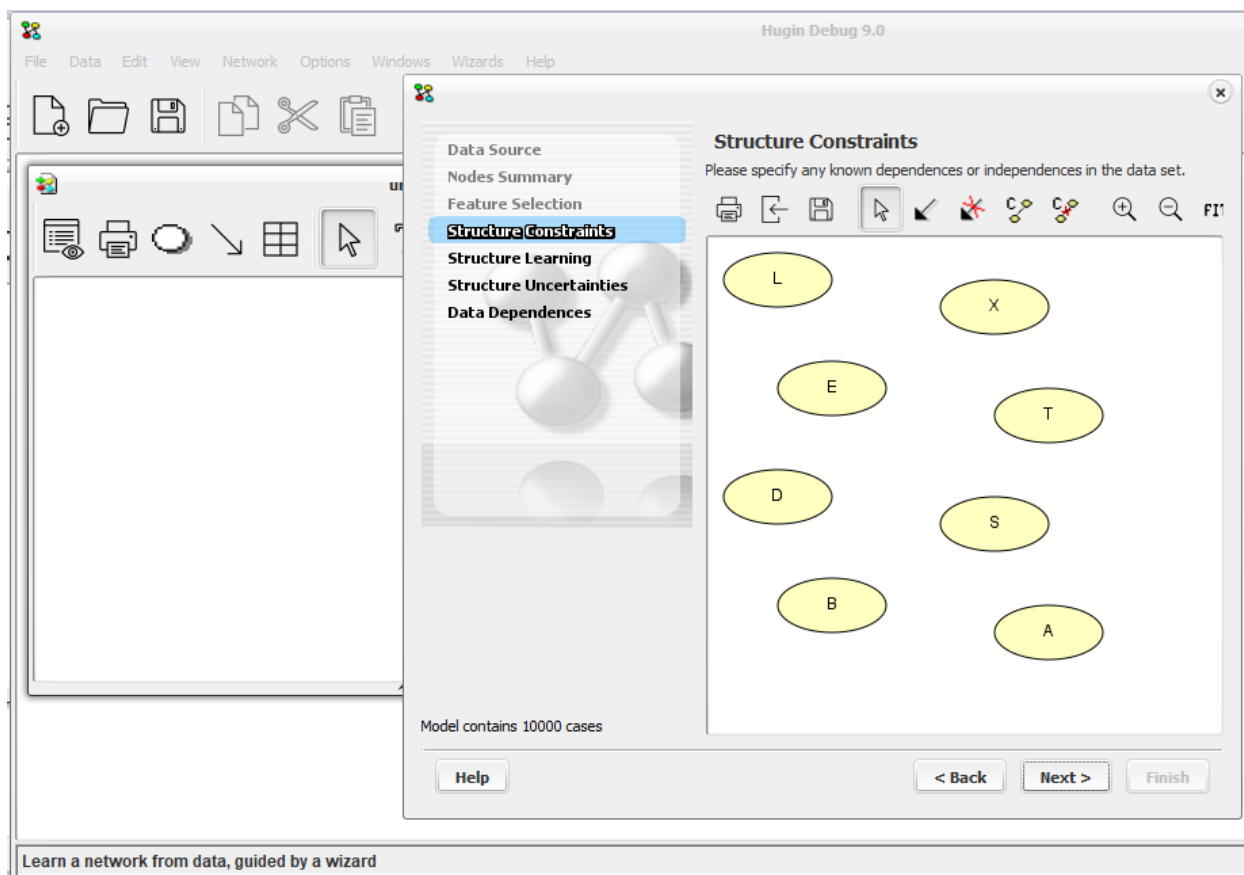 Hugin Debug 9.0
File Data Edit View Network Options Windows Wizards Help
Data Source
Nodes Summary
Feature Selection
Structure Constraints
Structure Learning
Structure Uncertainties
Data Dependences
Model contains 10000 cases
Structure Constraints
Please specify any known dependences or independences in the data set.
C C FIT
L
X
E
T
D
S
B
A
Help < Back Next > Finish
Learn a network from data, guided by a wizard